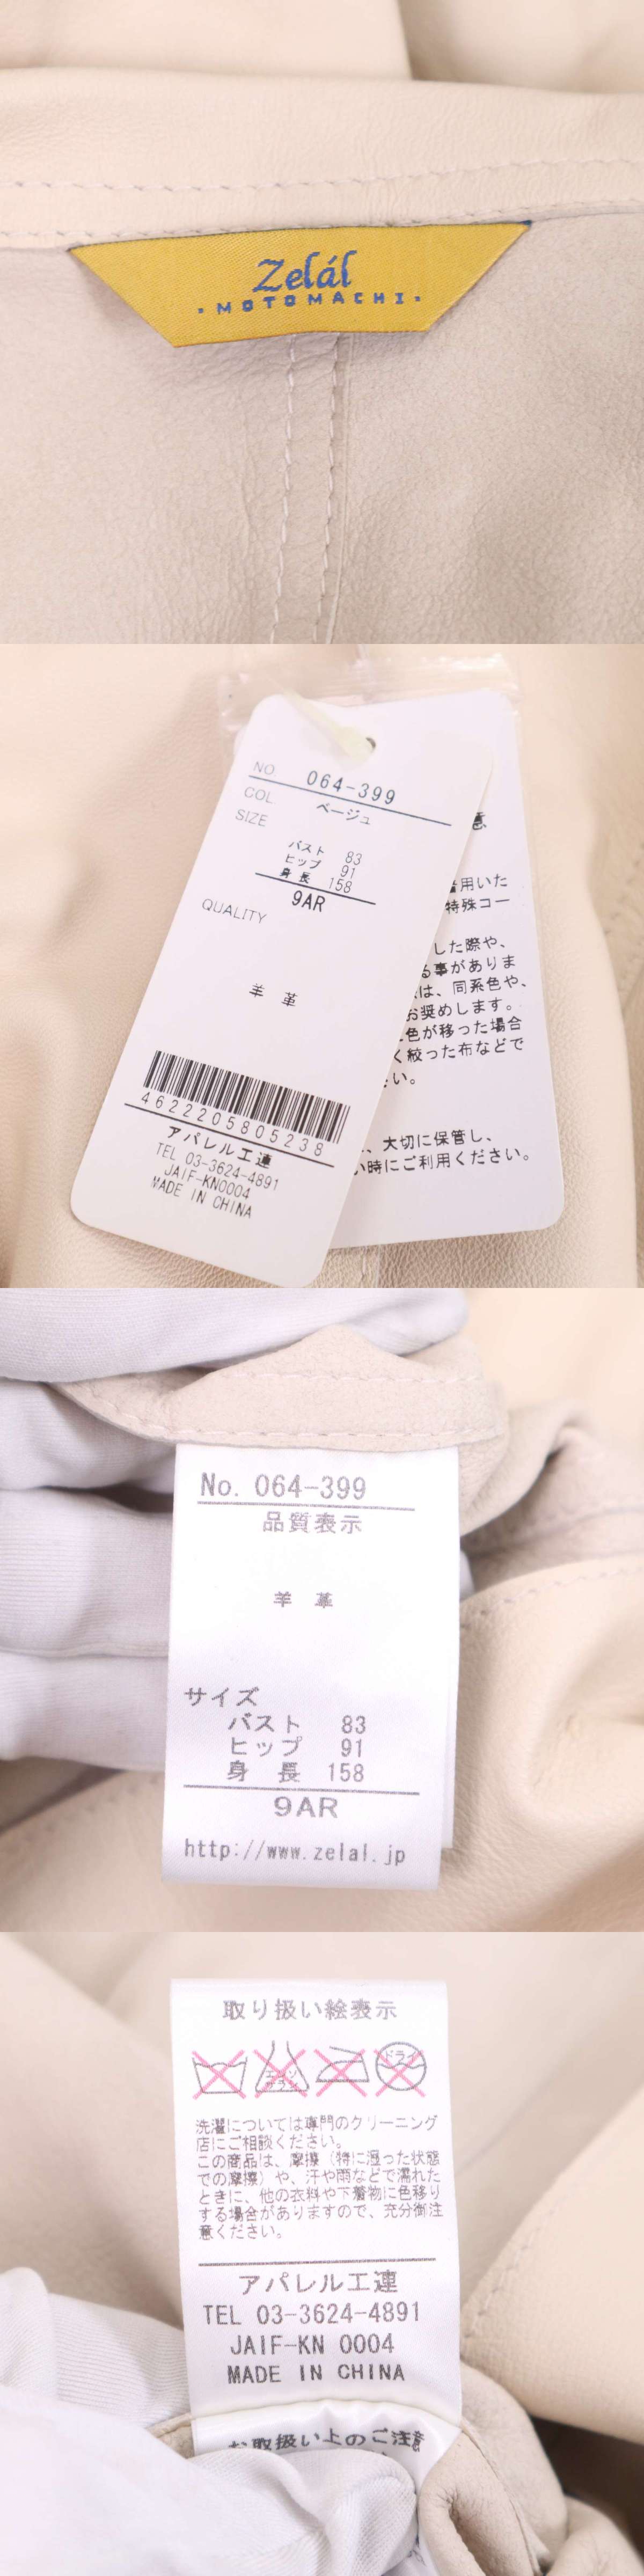 Zelál
・MOTOMACHI・
NO 064-399
COL ベージュ
SIZE
バスト 83
ヒップ 91
身長 158
9AR
QUALITY
羊革
4622205805238
アパレル工連
TEL 03-3624-4891
JAIF-KN0004
MADE IN CHINA
意
着用いた
特殊コー
した際や、
る事がありま
は、同系色や、
お奨めします。
色が移った場合
く絞った布などで
い。
、大切に保管し、
い時にご利用ください。
No. 064-399
品質表示
羊革
サイズ
バスト 83
ヒップ 91
身長 158
9AR
http://www.zelal.jp
取り扱い絵表示
エンソ
サラシ
ドライ
洗濯については専門のクリーニング
店にご相談ください。
この商品は、摩擦（特に湿った状態
での摩擦）や、汗や雨などで濡れた
ときに、他の衣料や下着物に色移り
する場合がありますので、充分御注
意ください。
アパレル工連
TEL 03-3624-4891
JAIF-KN 0004
MADE IN CHINA
お取扱い上のご注意